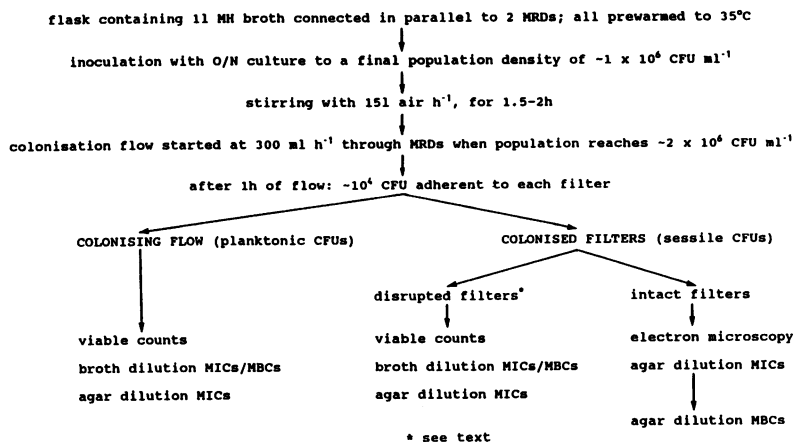 flask containing 1l MH broth connected in parallel to 2 MRDs; all prewarmed to 35°C
inoculation with O/N culture to a final population density of ~1 x 10⁶ CFU ml⁻¹
stirring with 15l air h⁻¹, for 1.5-2h
colonisation flow started at 300 ml h⁻¹ through MRDs when population reaches ~2 x 10⁶ CFU ml⁻¹
after 1h of flow: ~10⁴ CFU adherent to each filter
COLONISING FLOW (planktonic CFUs)
COLONISED FILTERS (sessile CFUs)
disrupted filters*
intact filters
viable counts
broth dilution MICs/MBCs
agar dilution MICs
viable counts
broth dilution MICs/MBCs
agar dilution MICs
electron microscopy
agar dilution MICs
agar dilution MBCs
* see text